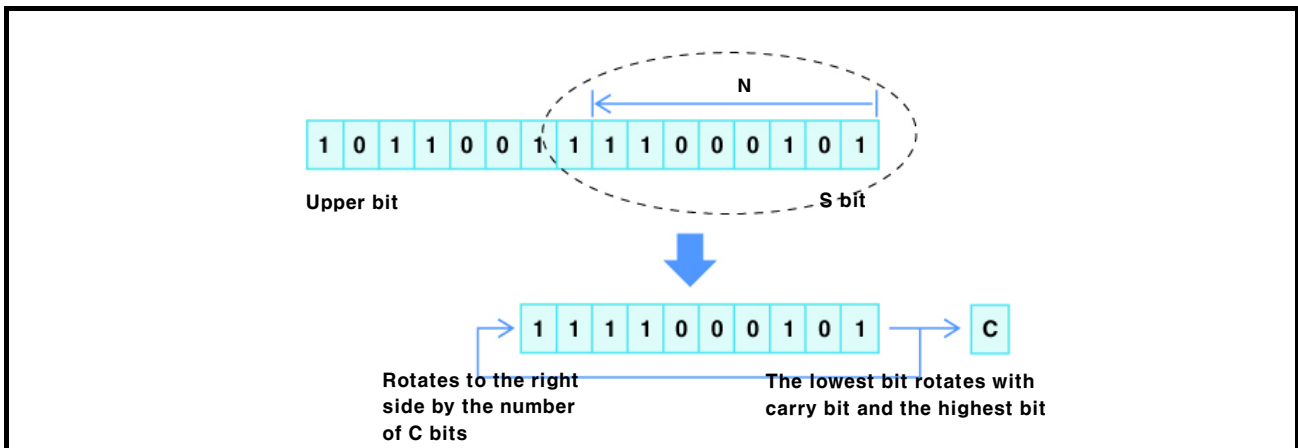 N
1 0 1 1 0 0 1 1 1 1 0 0 0 1 0 1
Upper bit
S bit
1 1 1 1 0 0 0 1 0 1
C
Rotates to the right
side by the number
of C bits
The lowest bit rotates with
carry bit and the highest bit